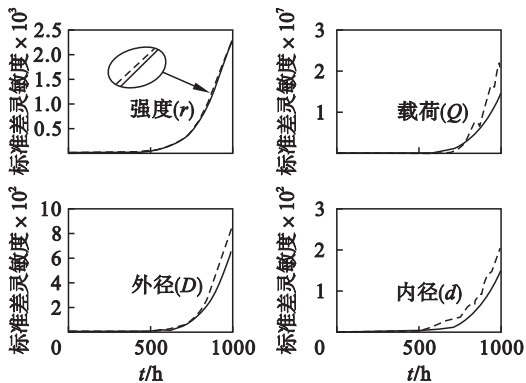 标准差灵敏度 × 10³
2.5
2.0
1.5
1.0
0.5
强度(r)
标准差灵敏度 × 10⁷
3
2
1
载荷(Q)
标准差灵敏度 × 10²
10
8
6
4
2
0
外径(D)
500
1000
t/h
标准差灵敏度 × 10²
3
2
1
0
内径(d)
500
1000
t/h